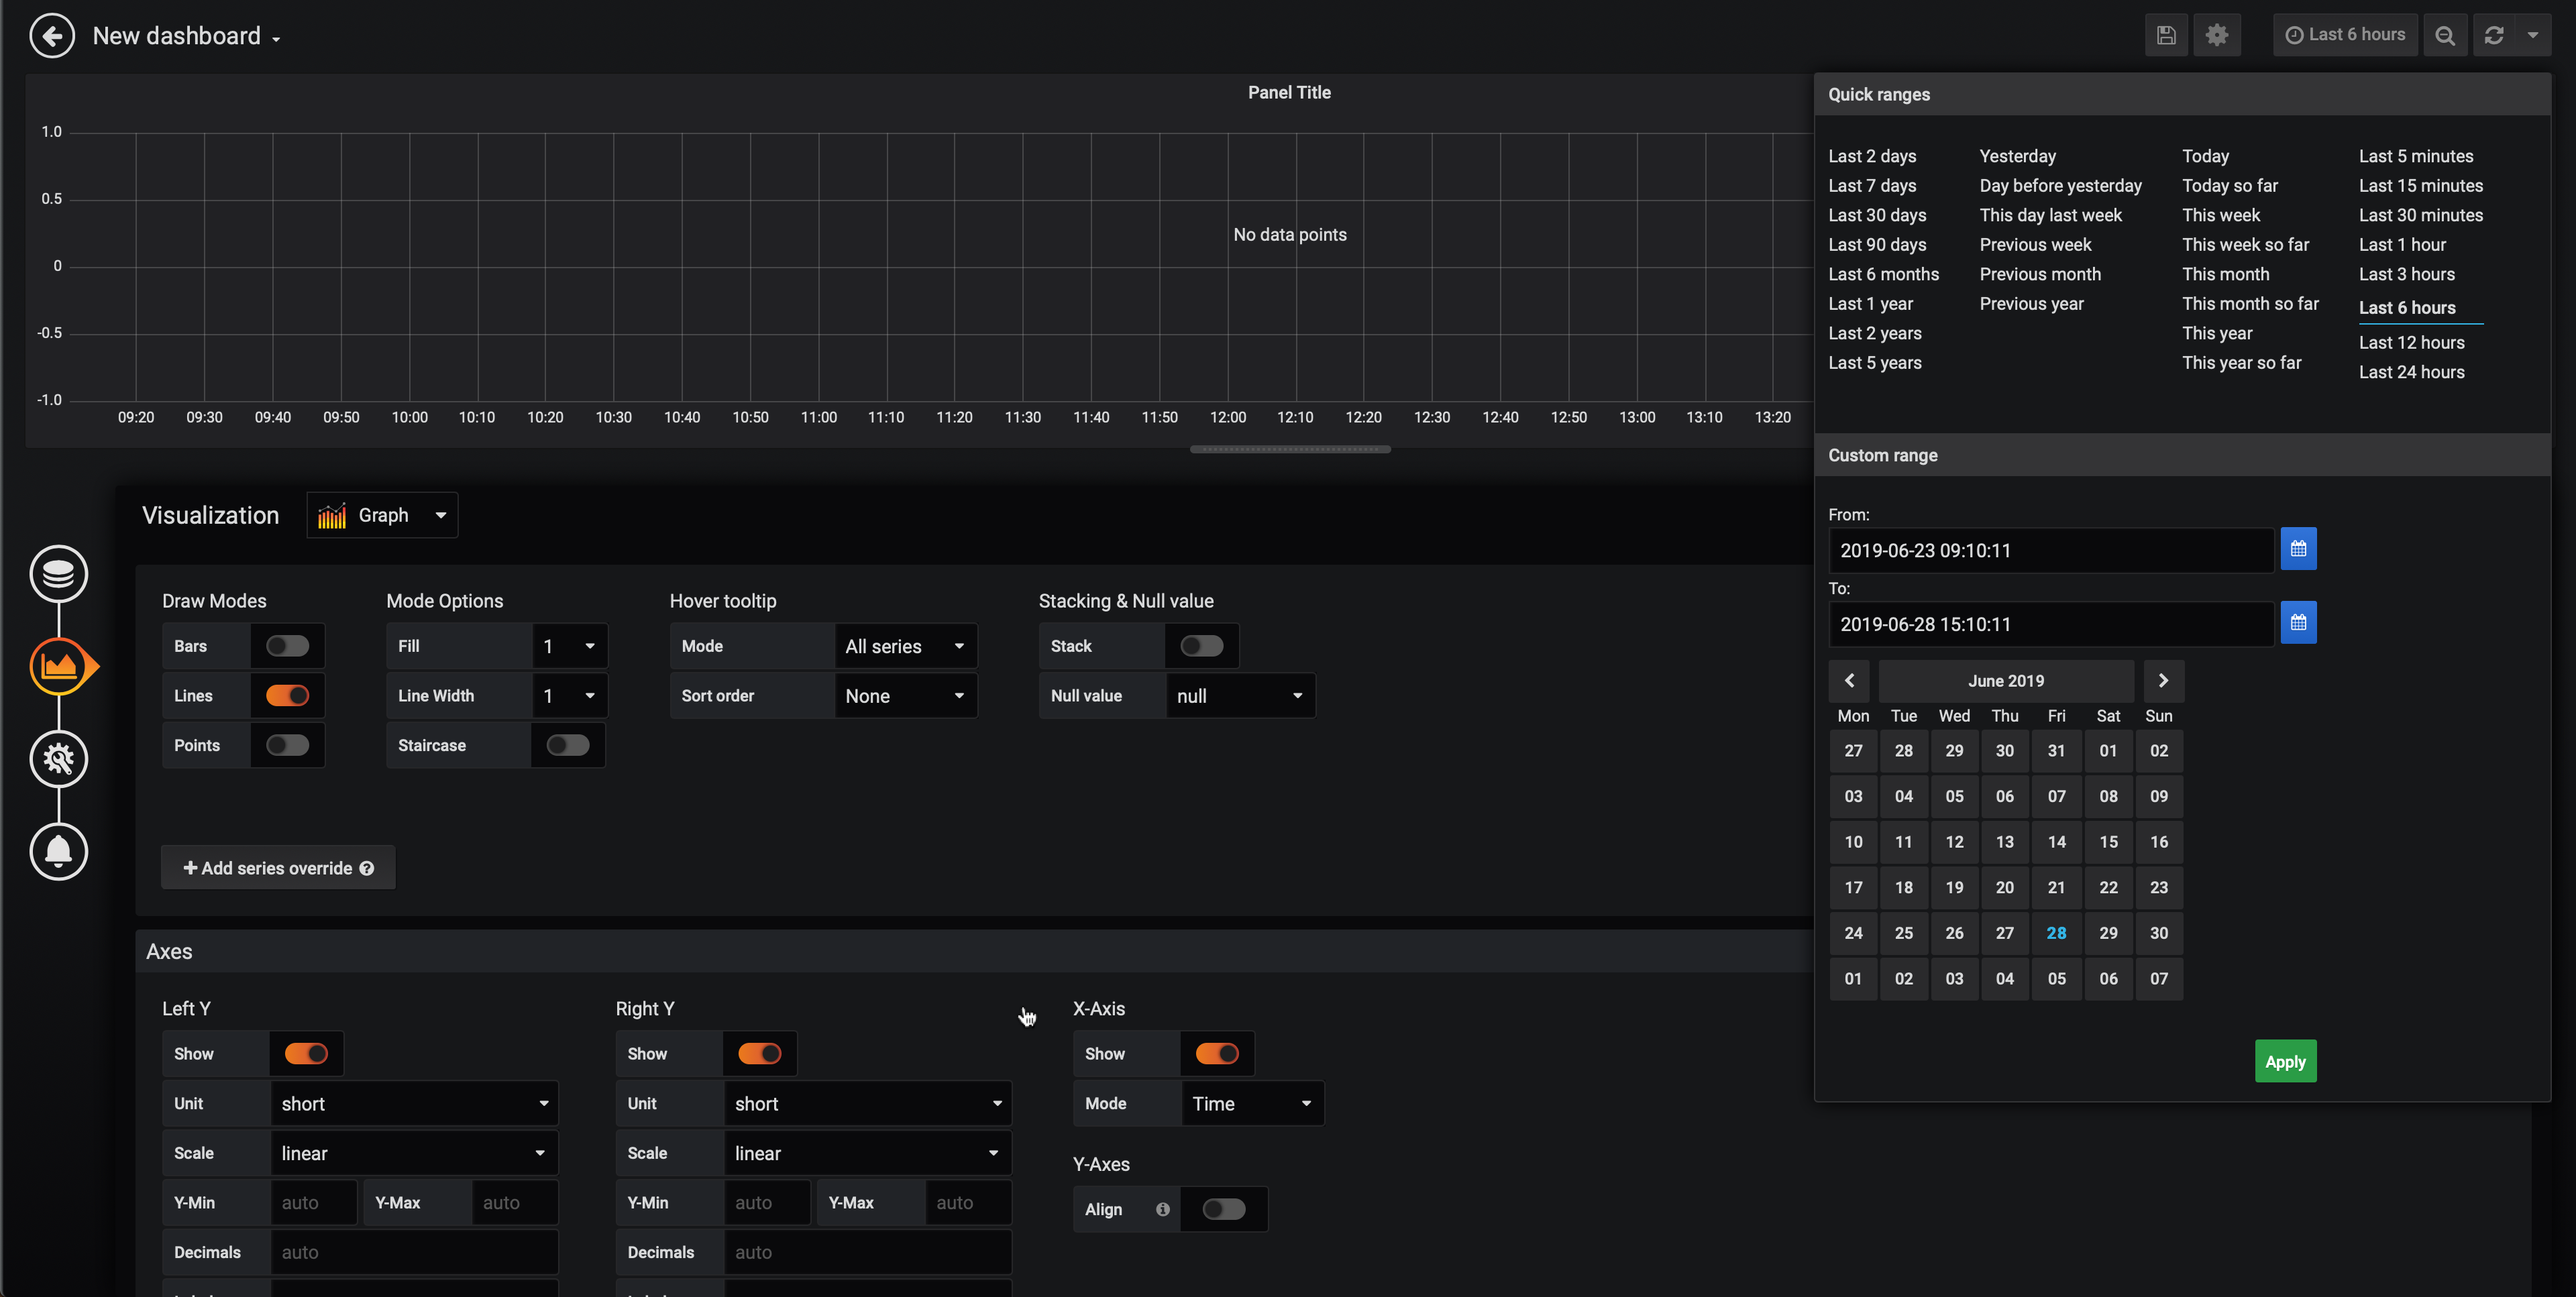 New dashboard
Last 6 hours
Panel Title
1.0
0.5
0
-0.5
-1.0
No data points
09:20 09:30 09:40 09:50 10:00 10:10 10:20 10:30 10:40 10:50 11:00 11:10 11:20 11:30 11:40 11:50 12:00 12:10 12:20 12:30 12:40 12:50 13:00 13:10 13:20
Quick ranges
Last 2 days Yesterday Today Last 5 minutes
Last 7 days Day before yesterday Today so far Last 15 minutes
Last 30 days This day last week This week Last 30 minutes
Last 90 days Previous week This week so far Last 1 hour
Last 6 months Previous month This month Last 3 hours
Last 1 year Previous year This month so far Last 6 hours
Last 2 years This year Last 12 hours
Last 5 years This year so far Last 24 hours
Custom range
From:
2019-06-23 09:10:11
To:
2019-06-28 15:10:11
June 2019
Mon Tue Wed Thu Fri Sat Sun
27 28 29 30 31 01 02
03 04 05 06 07 08 09
10 11 12 13 14 15 16
17 18 19 20 21 22 23
24 25 26 27 28 29 30
01 02 03 04 05 06 07
Apply
Visualization Graph
Draw Modes Mode Options Hover tooltip Stacking & Null value
Bars Fill 1 Mode All series Stack
Lines Line Width 1 Sort order None Null value null
Points Staircase
Add series override
Axes
Left Y Right Y X-Axis
Show Show Show
Unit short Unit short Mode Time
Scale linear Scale linear
Y-Axes
Y-Min auto Y-Max auto Y-Min auto Y-Max auto
Align
Decimals auto Decimals auto